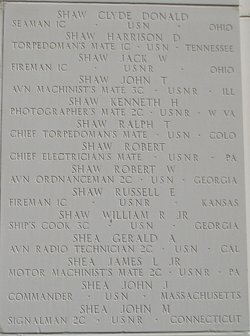 SHAW CLYDE DONALD
SEAMAN 1C · USN · OHIO
SHAW HARRISON D
TORPEDOMAN'S MATE 1C · USN · TENNESSEE
SHAW JACK W
FIREMAN 1C · USNR · OHIO
SHAW JOHN T
AVN MACHINIST'S MATE 3C · USNR · ILL
SHAW KENNETH H
PHOTOGRAPHER'S MATE 2C · USNR · W VA
SHAW RALPH T
CHIEF TORPEDOMAN'S MATE · USN · COLO
SHAW ROBERT
CHIEF ELECTRICIAN'S MATE · USNR · PA
SHAW ROBERT W
AVN ORDNANCEMAN 2C · USN · GEORGIA
SHAW RUSSELL E
FIREMAN 1C · USNR · KANSAS
SHAW WILLIAM R JR
SHIP'S COOK 3C · USN · GEORGIA
SHEA GERALD A
AVN RADIO TECHNICIAN 2C · USN · CAL
SHEA JAMES L JR
MOTOR MACHINIST'S MATE 2C · USNR · PA
SHEA JOHN J
COMMANDER · USN · MASSACHUSETTS
SHEA JOHN M
SIGNALMAN 2C · USNR · CONNECTICUT